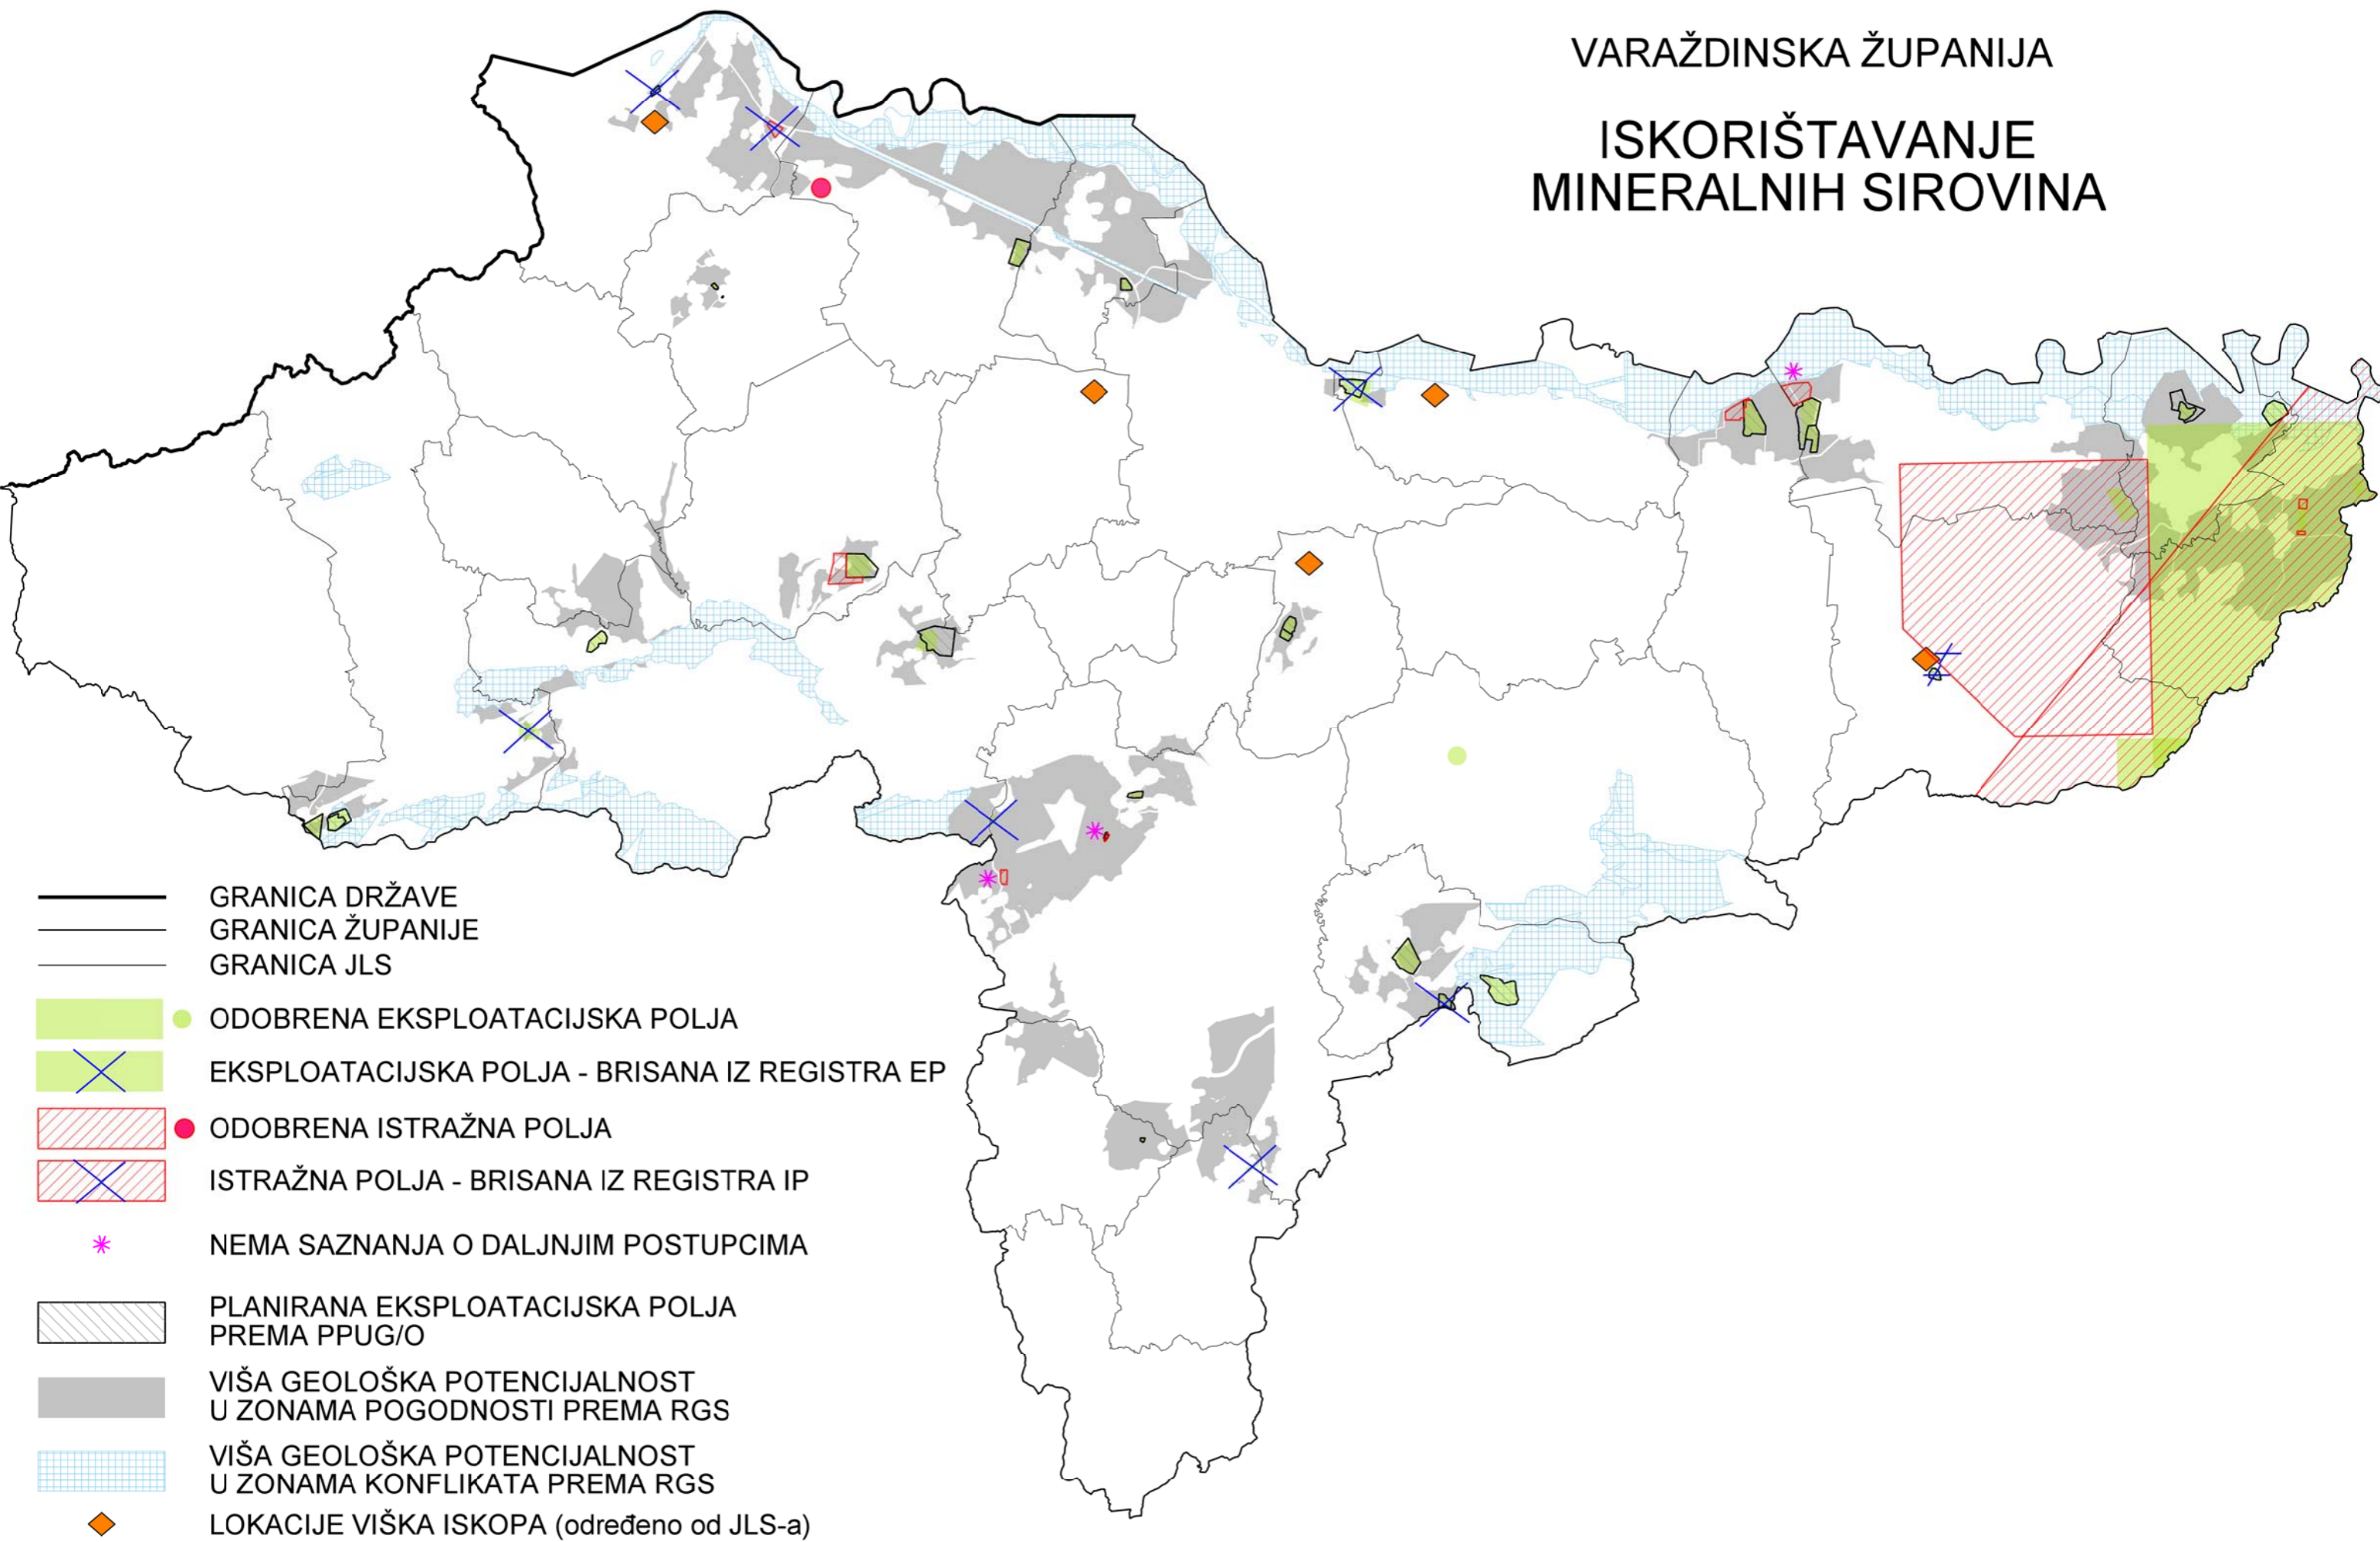 VARAŽDINSKA ŽUPANIJA
ISKORIŠTAVANJE
MINERALNIH SIROVINA
GRANICA DRŽAVE
GRANICA ŽUPANIJE
GRANICA JLS
ODOBRENA EKSPLOATACIJSKA POLJA
EKSPLOATACIJSKA POLJA - BRISANA IZ REGISTRA EP
ODOBRENA ISTRAŽNA POLJA
ISTRAŽNA POLJA - BRISANA IZ REGISTRA IP
NEMA SAZNANJA O DALJNJIM POSTUPCIMA
PLANIRANA EKSPLOATACIJSKA POLJA
PREMA PPUG/O
VIŠA GEOLOŠKA POTENCIJALNOST
U ZONAMA POGODNOSTI PREMA RGS
VIŠA GEOLOŠKA POTENCIJALNOST
U ZONAMA KONFLIKATA PREMA RGS
LOKACIJE VIŠKA ISKOPA (određeno od JLS-a)